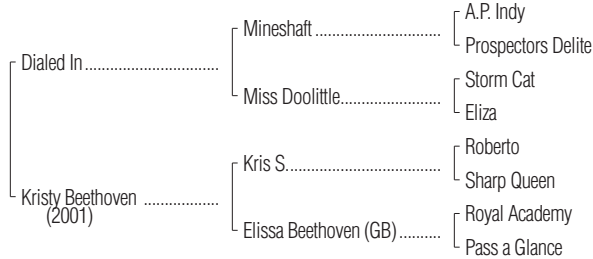 A.P. Indy
Mineshaft
Prospectors Delite
Dialed In
Storm Cat
Miss Doolittle
Eliza
Roberto
Kris S.
Sharp Queen
Kristy Beethoven
(2001)
Royal Academy
Elissa Beethoven (GB)
Pass a Glance